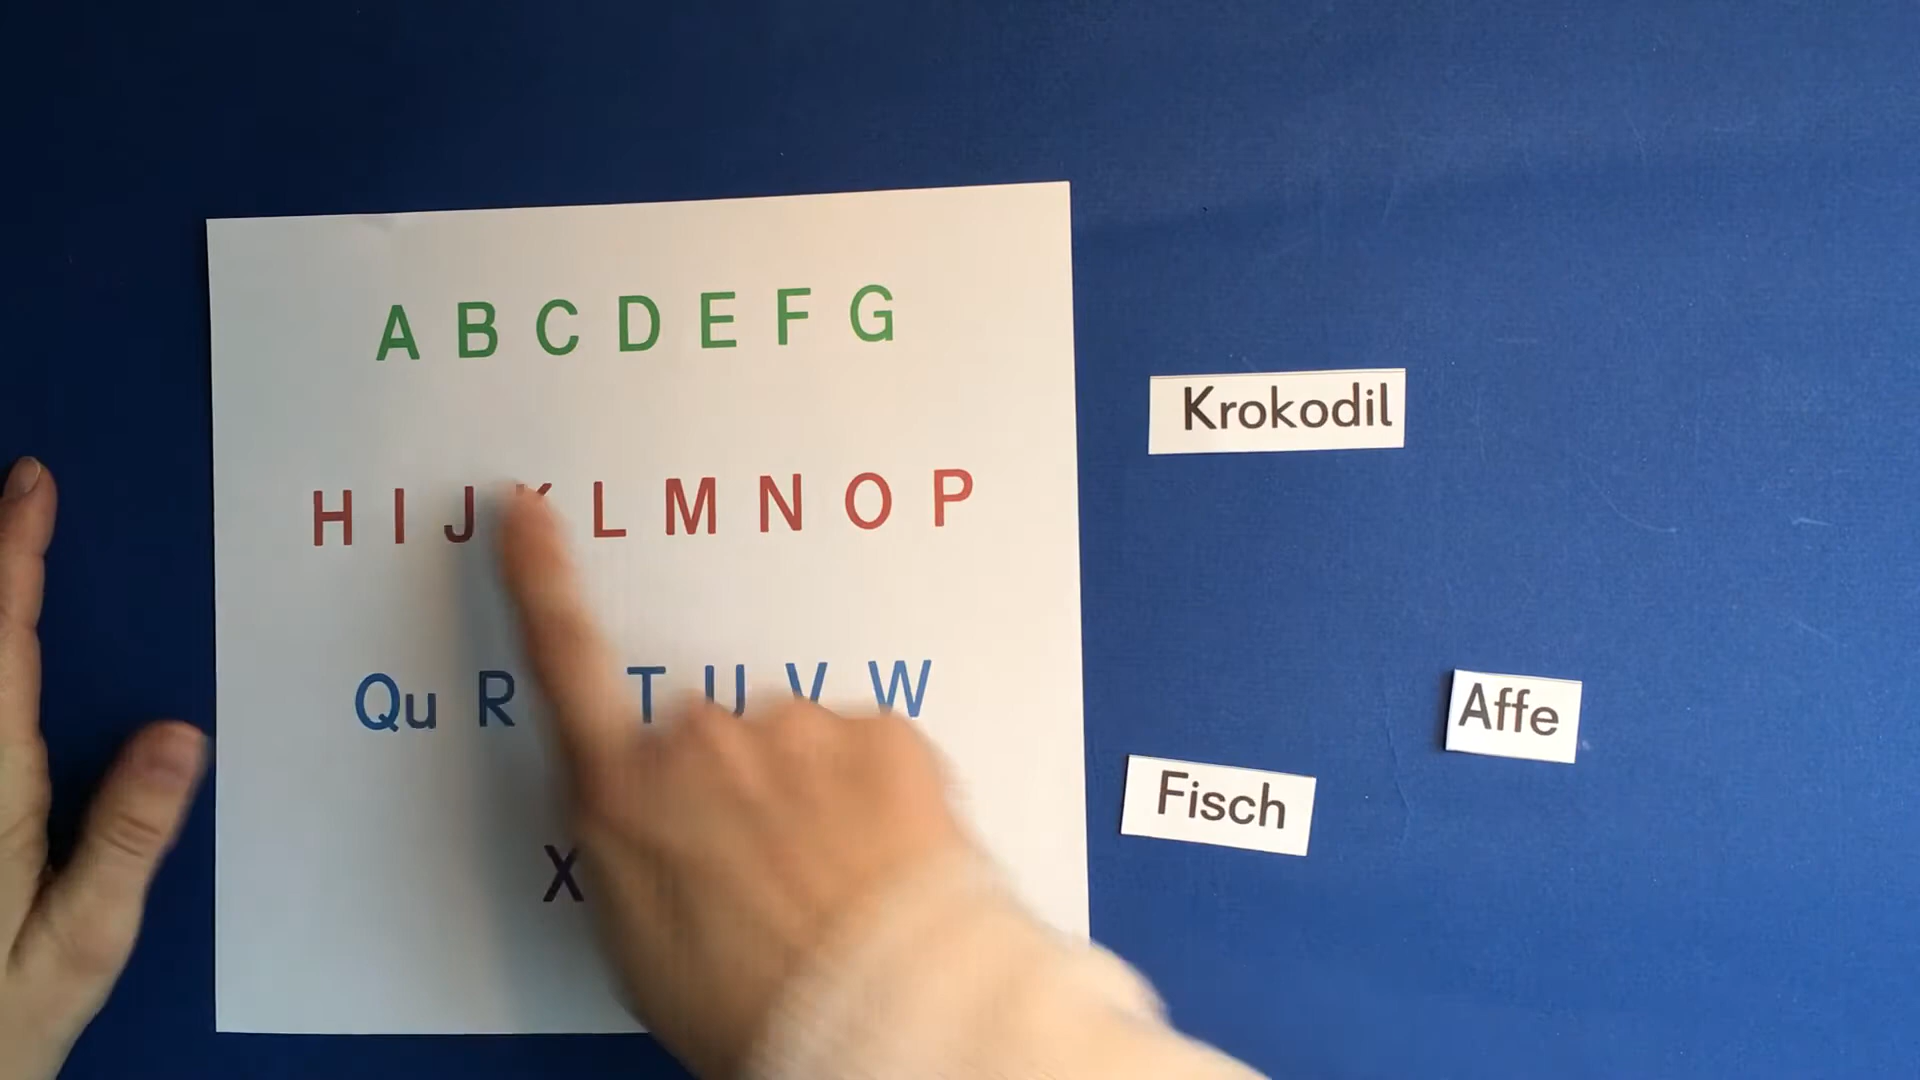 A B C D E F G
H I J K L M N O P
Qu R T U V W
X
Krokodil
Affe
Fisch